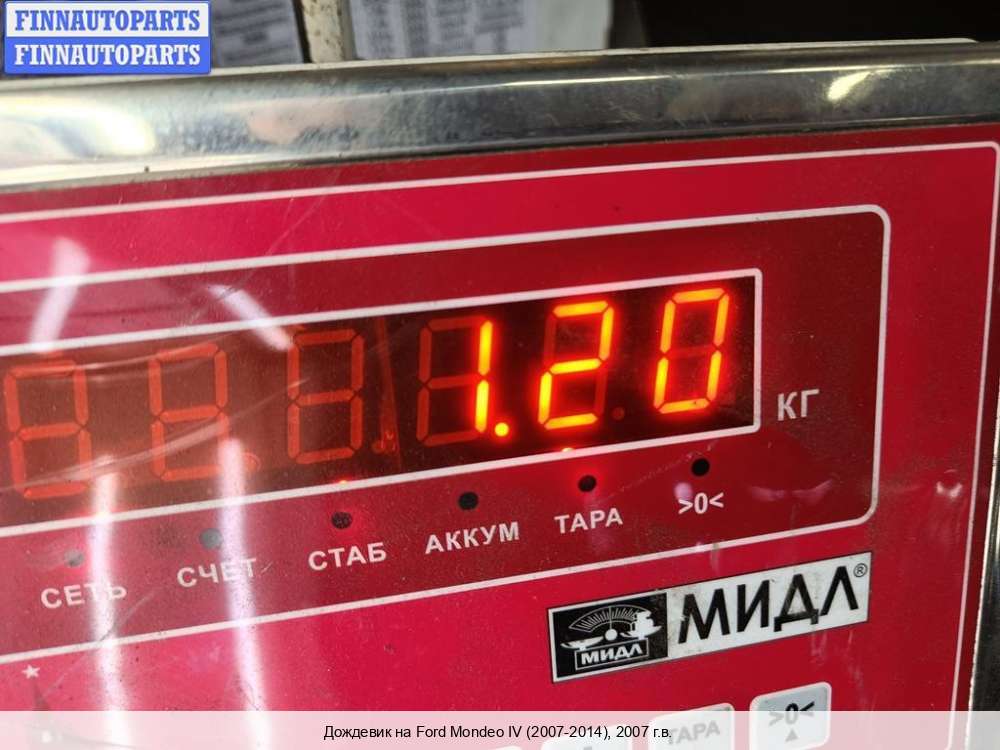 FINNAUTOPARTS
FINNAUTOPARTS
1.20
КГ
СЕТЬ СЧЕТ СТАБ АККУМ ТАРА >0<
МИДЛ МИДЛ®
ТАРА >0<
Дождевик на Ford Mondeo IV (2007-2014), 2007 г.в.